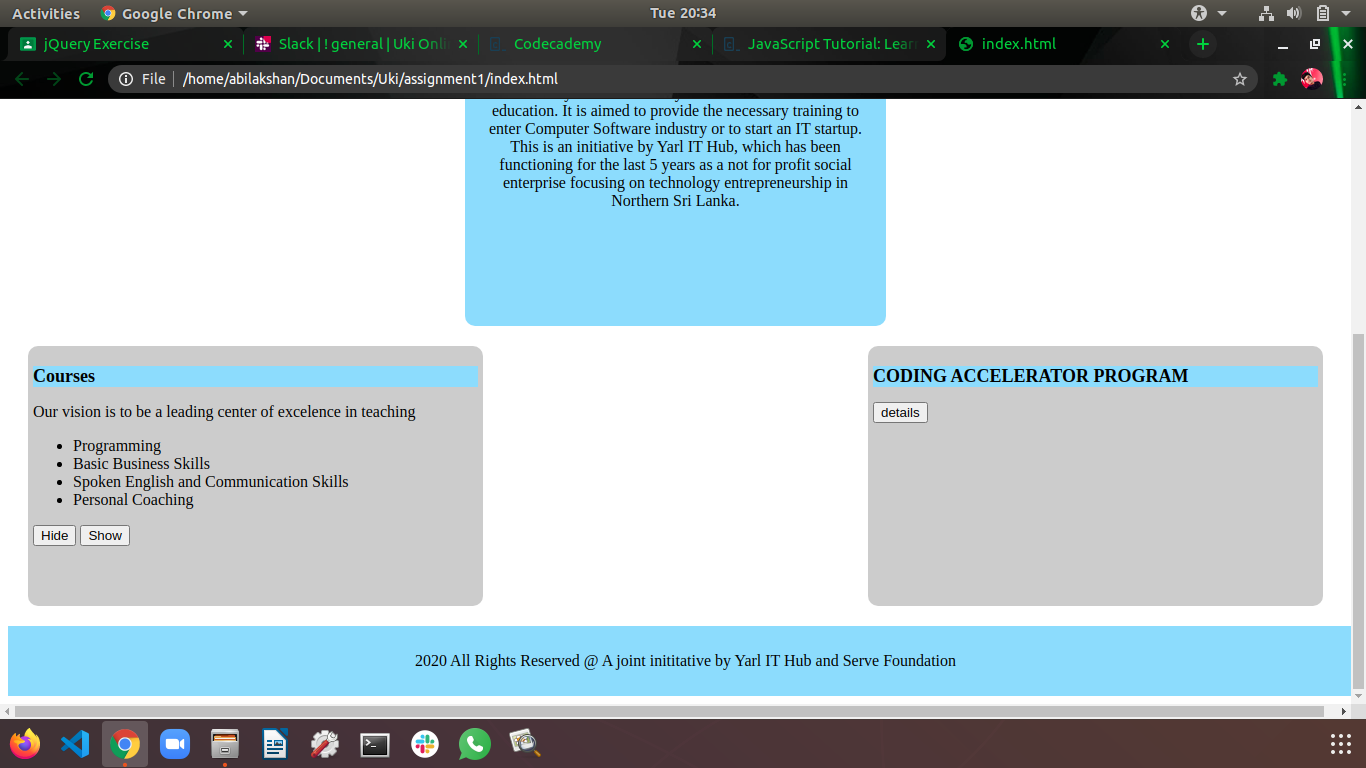 Activities
Google Chrome
Tue 20:34
jQuery Exercise
Slack | ! general | Uki Onli
Codecademy
JavaScript Tutorial: Lear
index.html
File
/home/abilakshan/Documents/Uki/assignment1/index.html
education. It is aimed to provide the necessary training to
enter Computer Software industry or to start an IT startup.
This is an initiative by Yarl IT Hub, which has been
functioning for the last 5 years as a not for profit social
enterprise focusing on technology entrepreneurship in
Northern Sri Lanka.
Courses
Our vision is to be a leading center of excelence in teaching
Programming
Basic Business Skills
Spoken English and Communication Skills
Personal Coaching
Hide Show
CODING ACCELERATOR PROGRAM
details
2020 All Rights Reserved @ A joint inititative by Yarl IT Hub and Serve Foundation